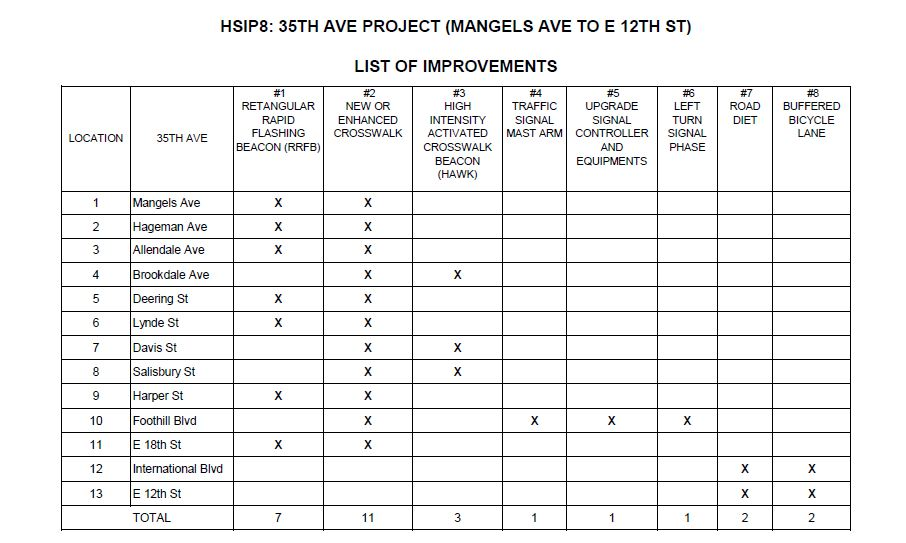 HSIP8: 35TH AVE PROJECT (MANGELS AVE TO E 12TH ST)
LIST OF IMPROVEMENTS
LOCATION
35TH AVE
#1
RETANGULAR
RAPID
FLASHING
BEACON (RRFB)
#2
NEW OR
ENHANCED
CROSSWALK
#3
HIGH
INTENSITY
ACTIVATED
CROSSWALK
BEACON
(HAWK)
#4
TRAFFIC
SIGNAL
MAST ARM
#5
UPGRADE
SIGNAL
CONTROLLER
AND
EQUIPMENTS
#6
LEFT
TURN
SIGNAL
PHASE
#7
ROAD
DIET
#8
BUFFERED
BICYCLE
LANE
1 Mangels Ave X X
2 Hageman Ave X X
3 Allendale Ave X X
4 Brookdale Ave X X
5 Deering St X X
6 Lynde St X X
7 Davis St X X
8 Salisbury St X X
9 Harper St X X
10 Foothill Blvd X X X X
11 E 18th St X X
12 International Blvd X X
13 E 12th St X X
TOTAL 7 11 3 1 1 1 2 2